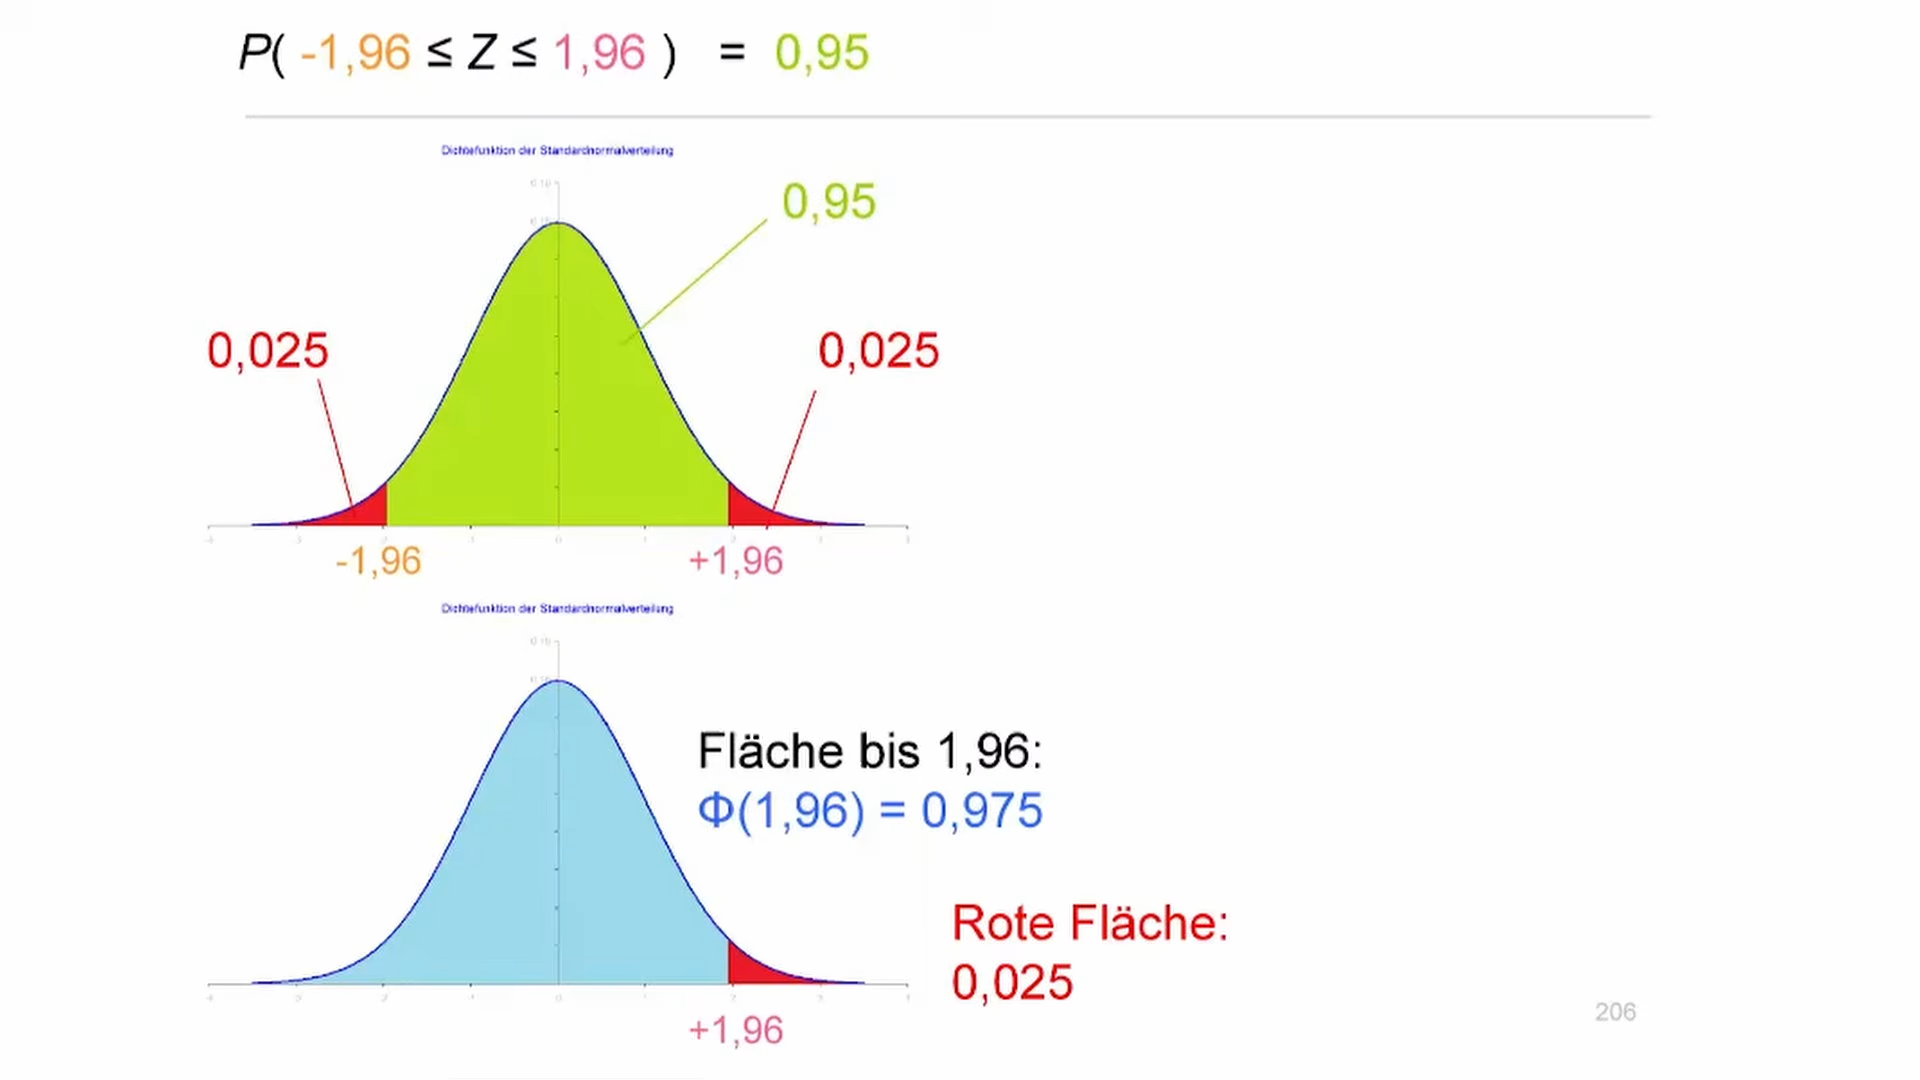 P( -1,96 ≤ Z ≤ 1,96 ) = 0,95
Dichtefunktion der Standardnormalverteilung
0,95
0,025
0,025
-1,96
+1,96
Dichtefunktion der Standardnormalverteilung
Fläche bis 1,96:
Φ(1,96) = 0,975
Rote Fläche:
0,025
+1,96
206